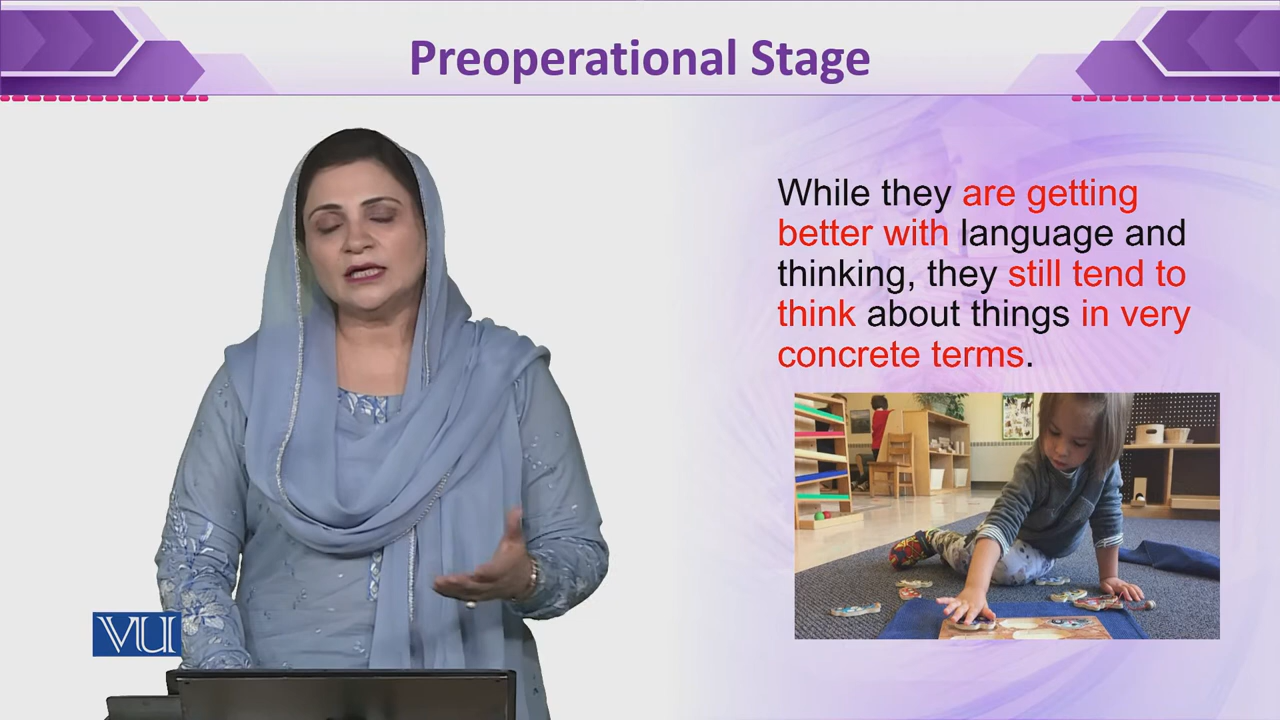 Preoperational Stage
While they are getting
better with language and
thinking, they still tend to
think about things in very
concrete terms.
VU